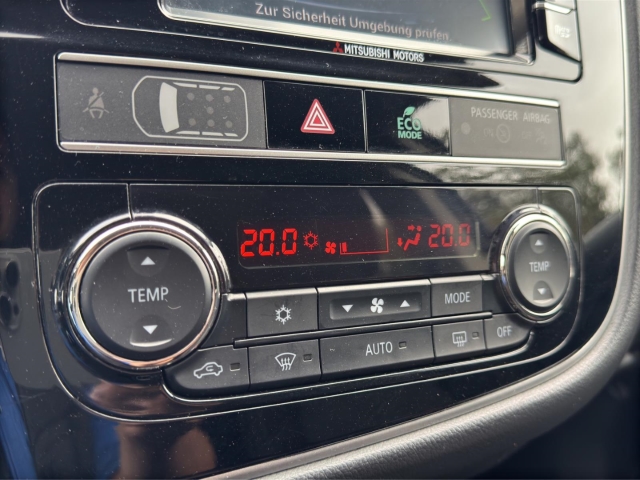 Zur Sicherheit Umgebung prüfen
MITSUBISHI MOTORS
ECO MODE
PASSENGER AIRBAG
20.0 20.0
TEMP
TEMP
MODE
AUTO
OFF